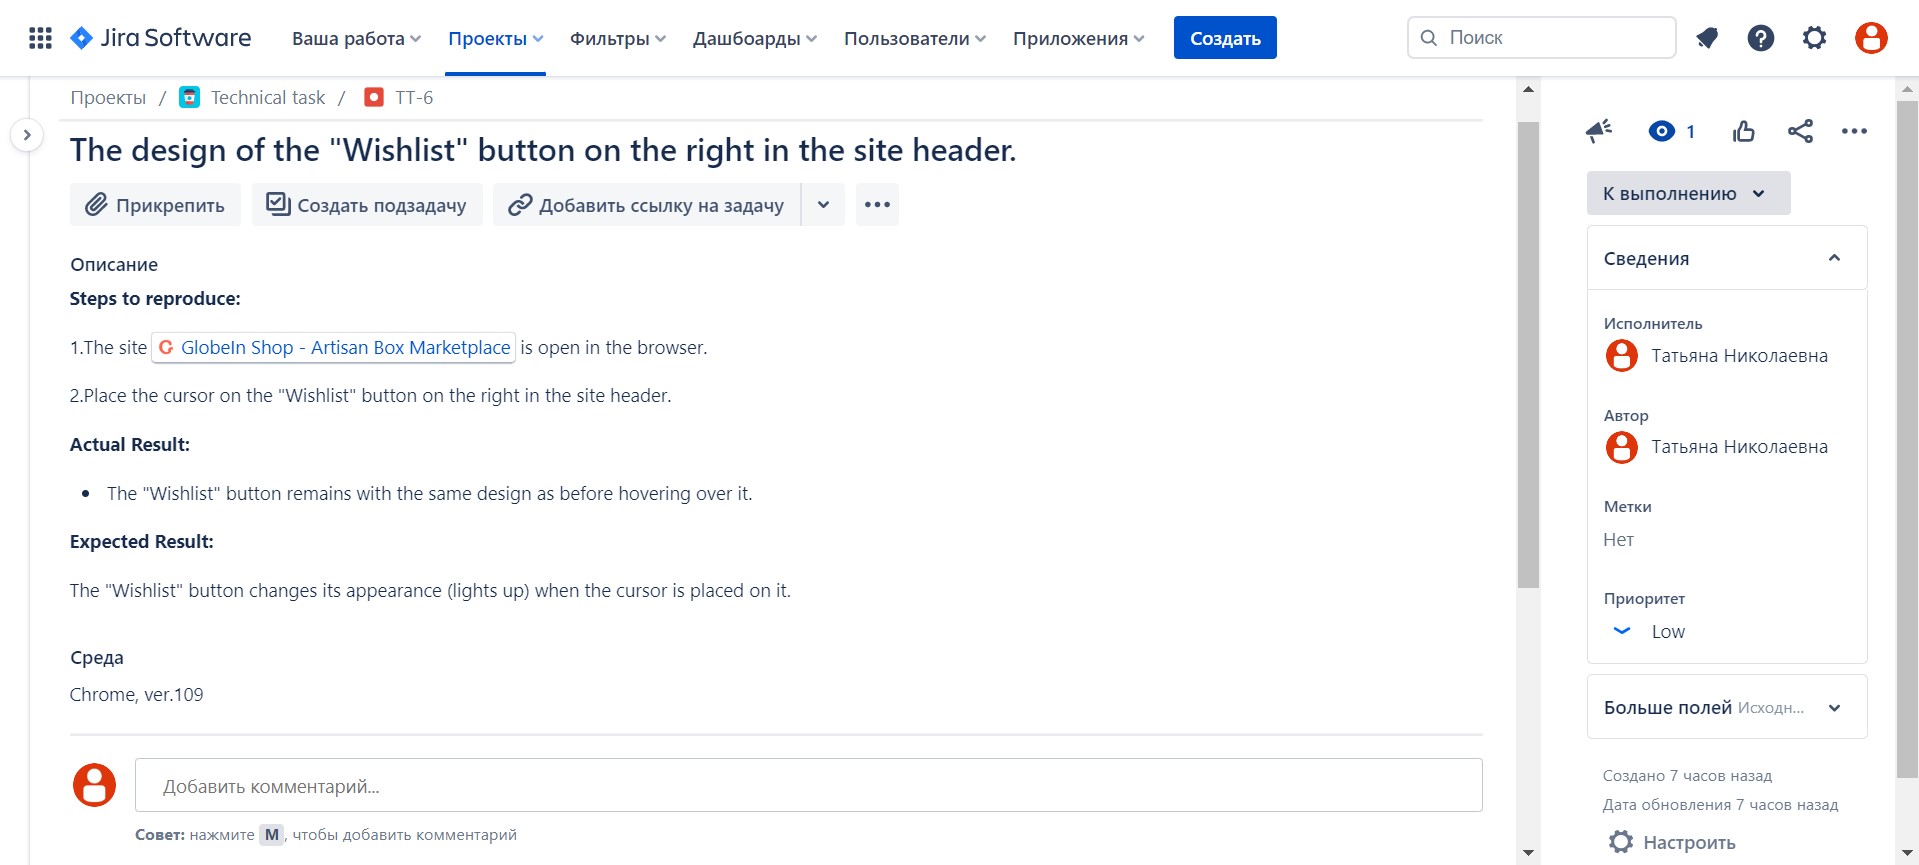 Jira Software Ваша работа Проекты Фильтры Дашборды Пользователи Приложения Создать Поиск
Проекты / Technical task / TT-6
The design of the "Wishlist" button on the right in the site header.
Прикрепить Создать подзадачу Добавить ссылку на задачу
Описание
Steps to reproduce:
1.The site GlobeIn Shop - Artisan Box Marketplace is open in the browser.
2.Place the cursor on the "Wishlist" button on the right in the site header.
Actual Result:
• The "Wishlist" button remains with the same design as before hovering over it.
Expected Result:
The "Wishlist" button changes its appearance (lights up) when the cursor is placed on it.
Среда
Chrome, ver.109
Добавить комментарий...
Совет: нажмите M, чтобы добавить комментарий
1
К выполнению
Сведения
Исполнитель
Татьяна Николаевна
Автор
Татьяна Николаевна
Метки
Нет
Приоритет
Low
Больше полей Исходн...
Создано 7 часов назад
Дата обновления 7 часов назад
Настроить